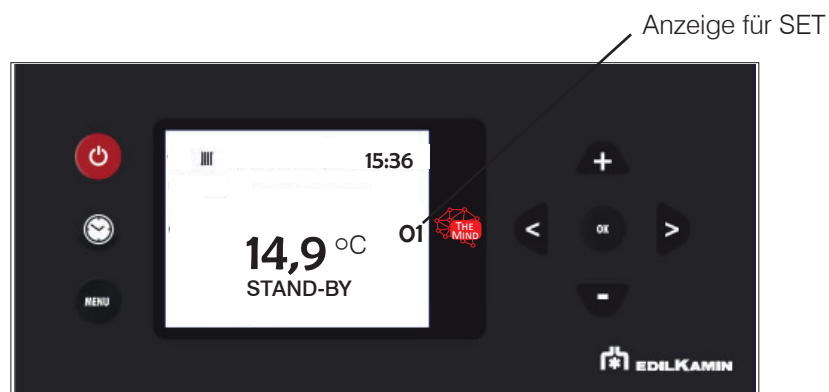 Anzeige für SET
15:36
01
THE
MIND
14,9 °C
STAND-BY
OK
MENU
EDILKAMIN